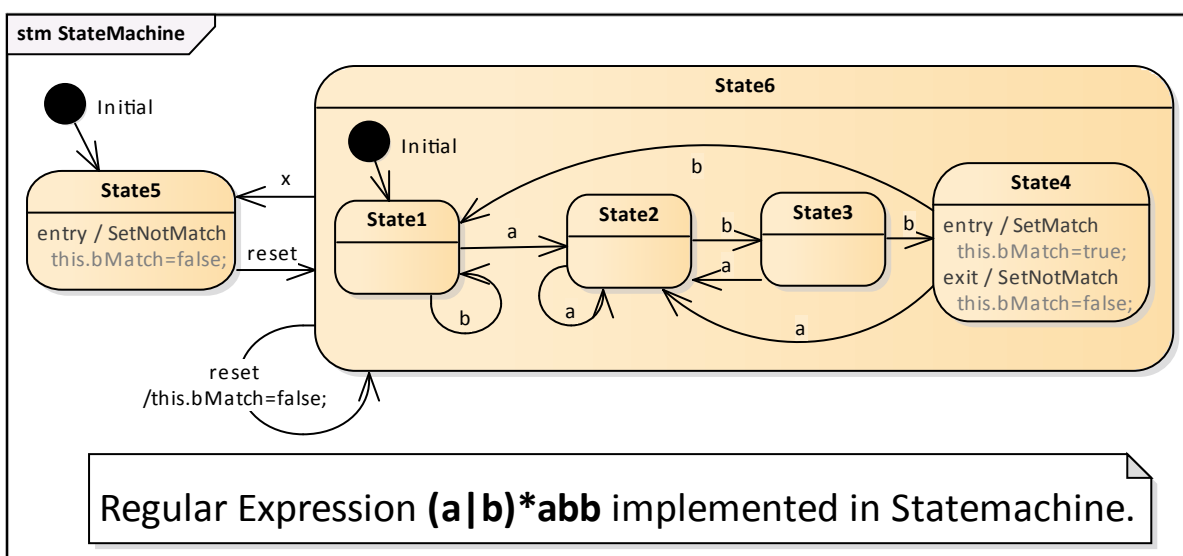 stm StateMachine
Initial
State5
entry / SetNotMatch
this.bMatch=false;
x
reset
State6
Initial
State1
b
a
State2
a
b
a
State3
b
b
a
State4
entry / SetMatch
this.bMatch=true;
exit / SetNotMatch
this.bMatch=false;
reset
/this.bMatch=false;
Regular Expression (a|b)*abb implemented in Statemachine.